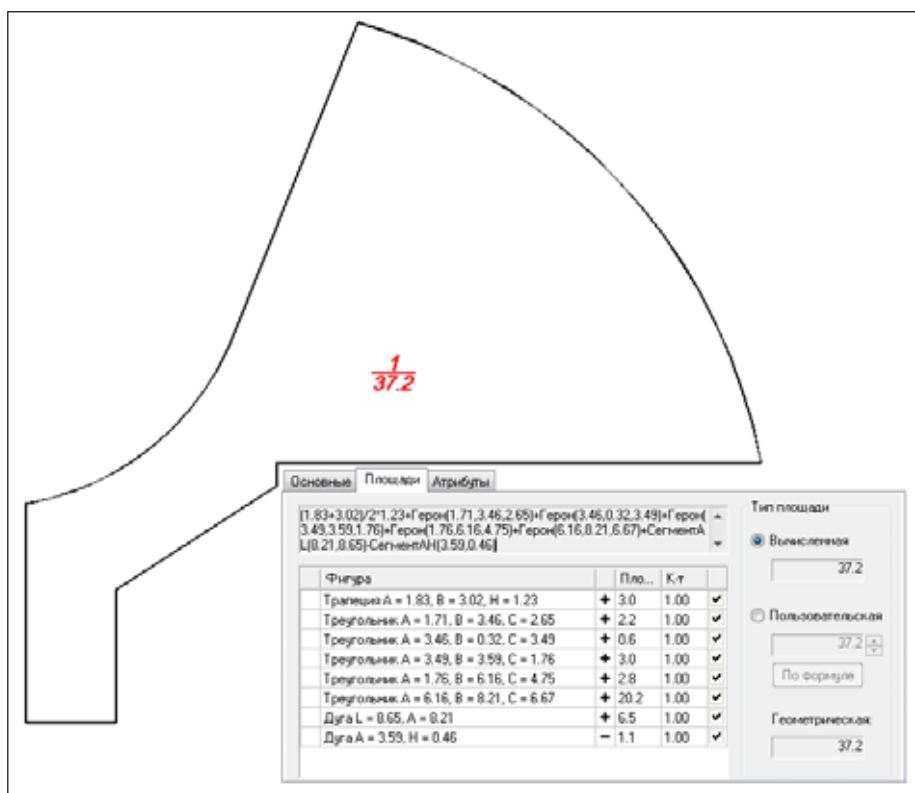 1
37.2
Основные Площади Атрибуты
(1.83+3.02)/2*1.23+Герон(1.71,3.46,2.65)+Герон(3.46,0.32,3.49)+Герон(
3.49,3.59,1.76)+Герон(1.76,6.16,4.75)+Герон(6.16,8.21,6.67)+СегментA
L(8.21,8.65)-СегментAH(3.59,0.46)
Тип площади
Вычисленная
37.2
Пользовательская
37.2
По формуле
Геометрическая:
37.2
Фигура Пло... К-т
Трапеция: A = 1.83, B = 3.02, H = 1.23 + 3.0 1.00
Треугольник: A = 1.71, B = 3.46, C = 2.65 + 2.2 1.00
Треугольник: A = 3.46, B = 0.32, C = 3.49 + 0.6 1.00
Треугольник: A = 3.49, B = 3.59, C = 1.76 + 3.0 1.00
Треугольник: A = 1.76, B = 6.16, C = 4.75 + 2.8 1.00
Треугольник: A = 6.16, B = 8.21, C = 6.67 + 20.2 1.00
Дуга L = 8.65, A = 8.21 + 6.5 1.00
Дуга A = 3.59, H = 0.46 − 1.1 1.00